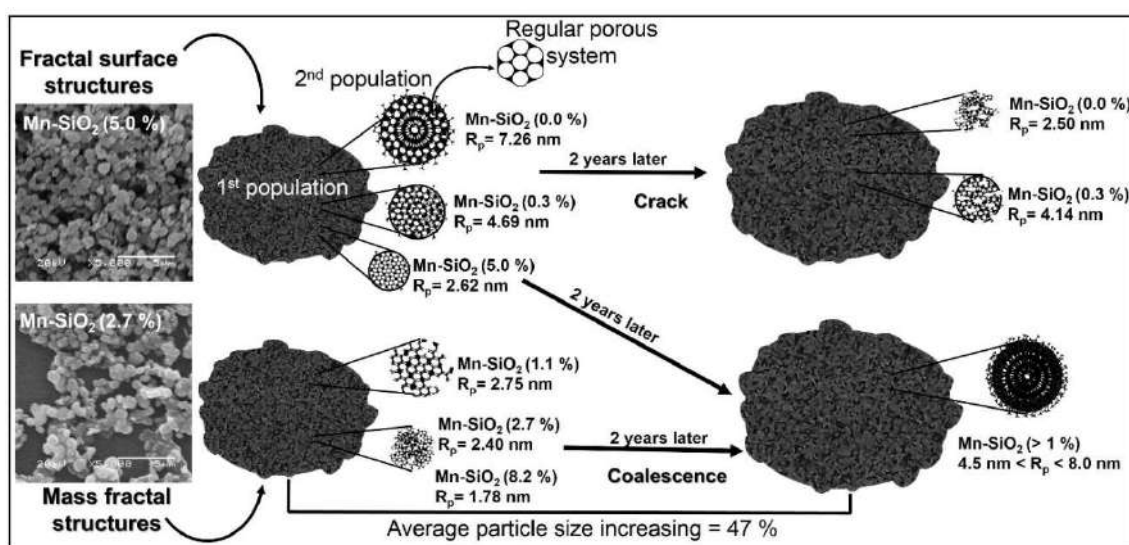 Fractal surface
structures
Mn-SiO₂ (5.0 %)
20kU X5,000 5mm
Regular porous
system
2nd population
1st population
Mn-SiO₂ (0.0 %)
Rp= 7.26 nm
Mn-SiO₂ (0.3 %)
Rp= 4.69 nm
Mn-SiO₂ (5.0 %)
Rp= 2.62 nm
2 years later
Crack
Mn-SiO₂ (0.0 %)
Rp= 2.50 nm
Mn-SiO₂ (0.3 %)
Rp= 4.14 nm
2 years later
Mn-SiO₂ (2.7 %)
Mass fractal
structures
Mn-SiO₂ (1.1 %)
Rp= 2.75 nm
Mn-SiO₂ (2.7 %)
Rp= 2.40 nm
Mn-SiO₂ (8.2 %)
Rp= 1.78 nm
2 years later
Coalescence
Mn-SiO₂ (> 1 %)
4.5 nm < Rp < 8.0 nm
Average particle size increasing = 47 %